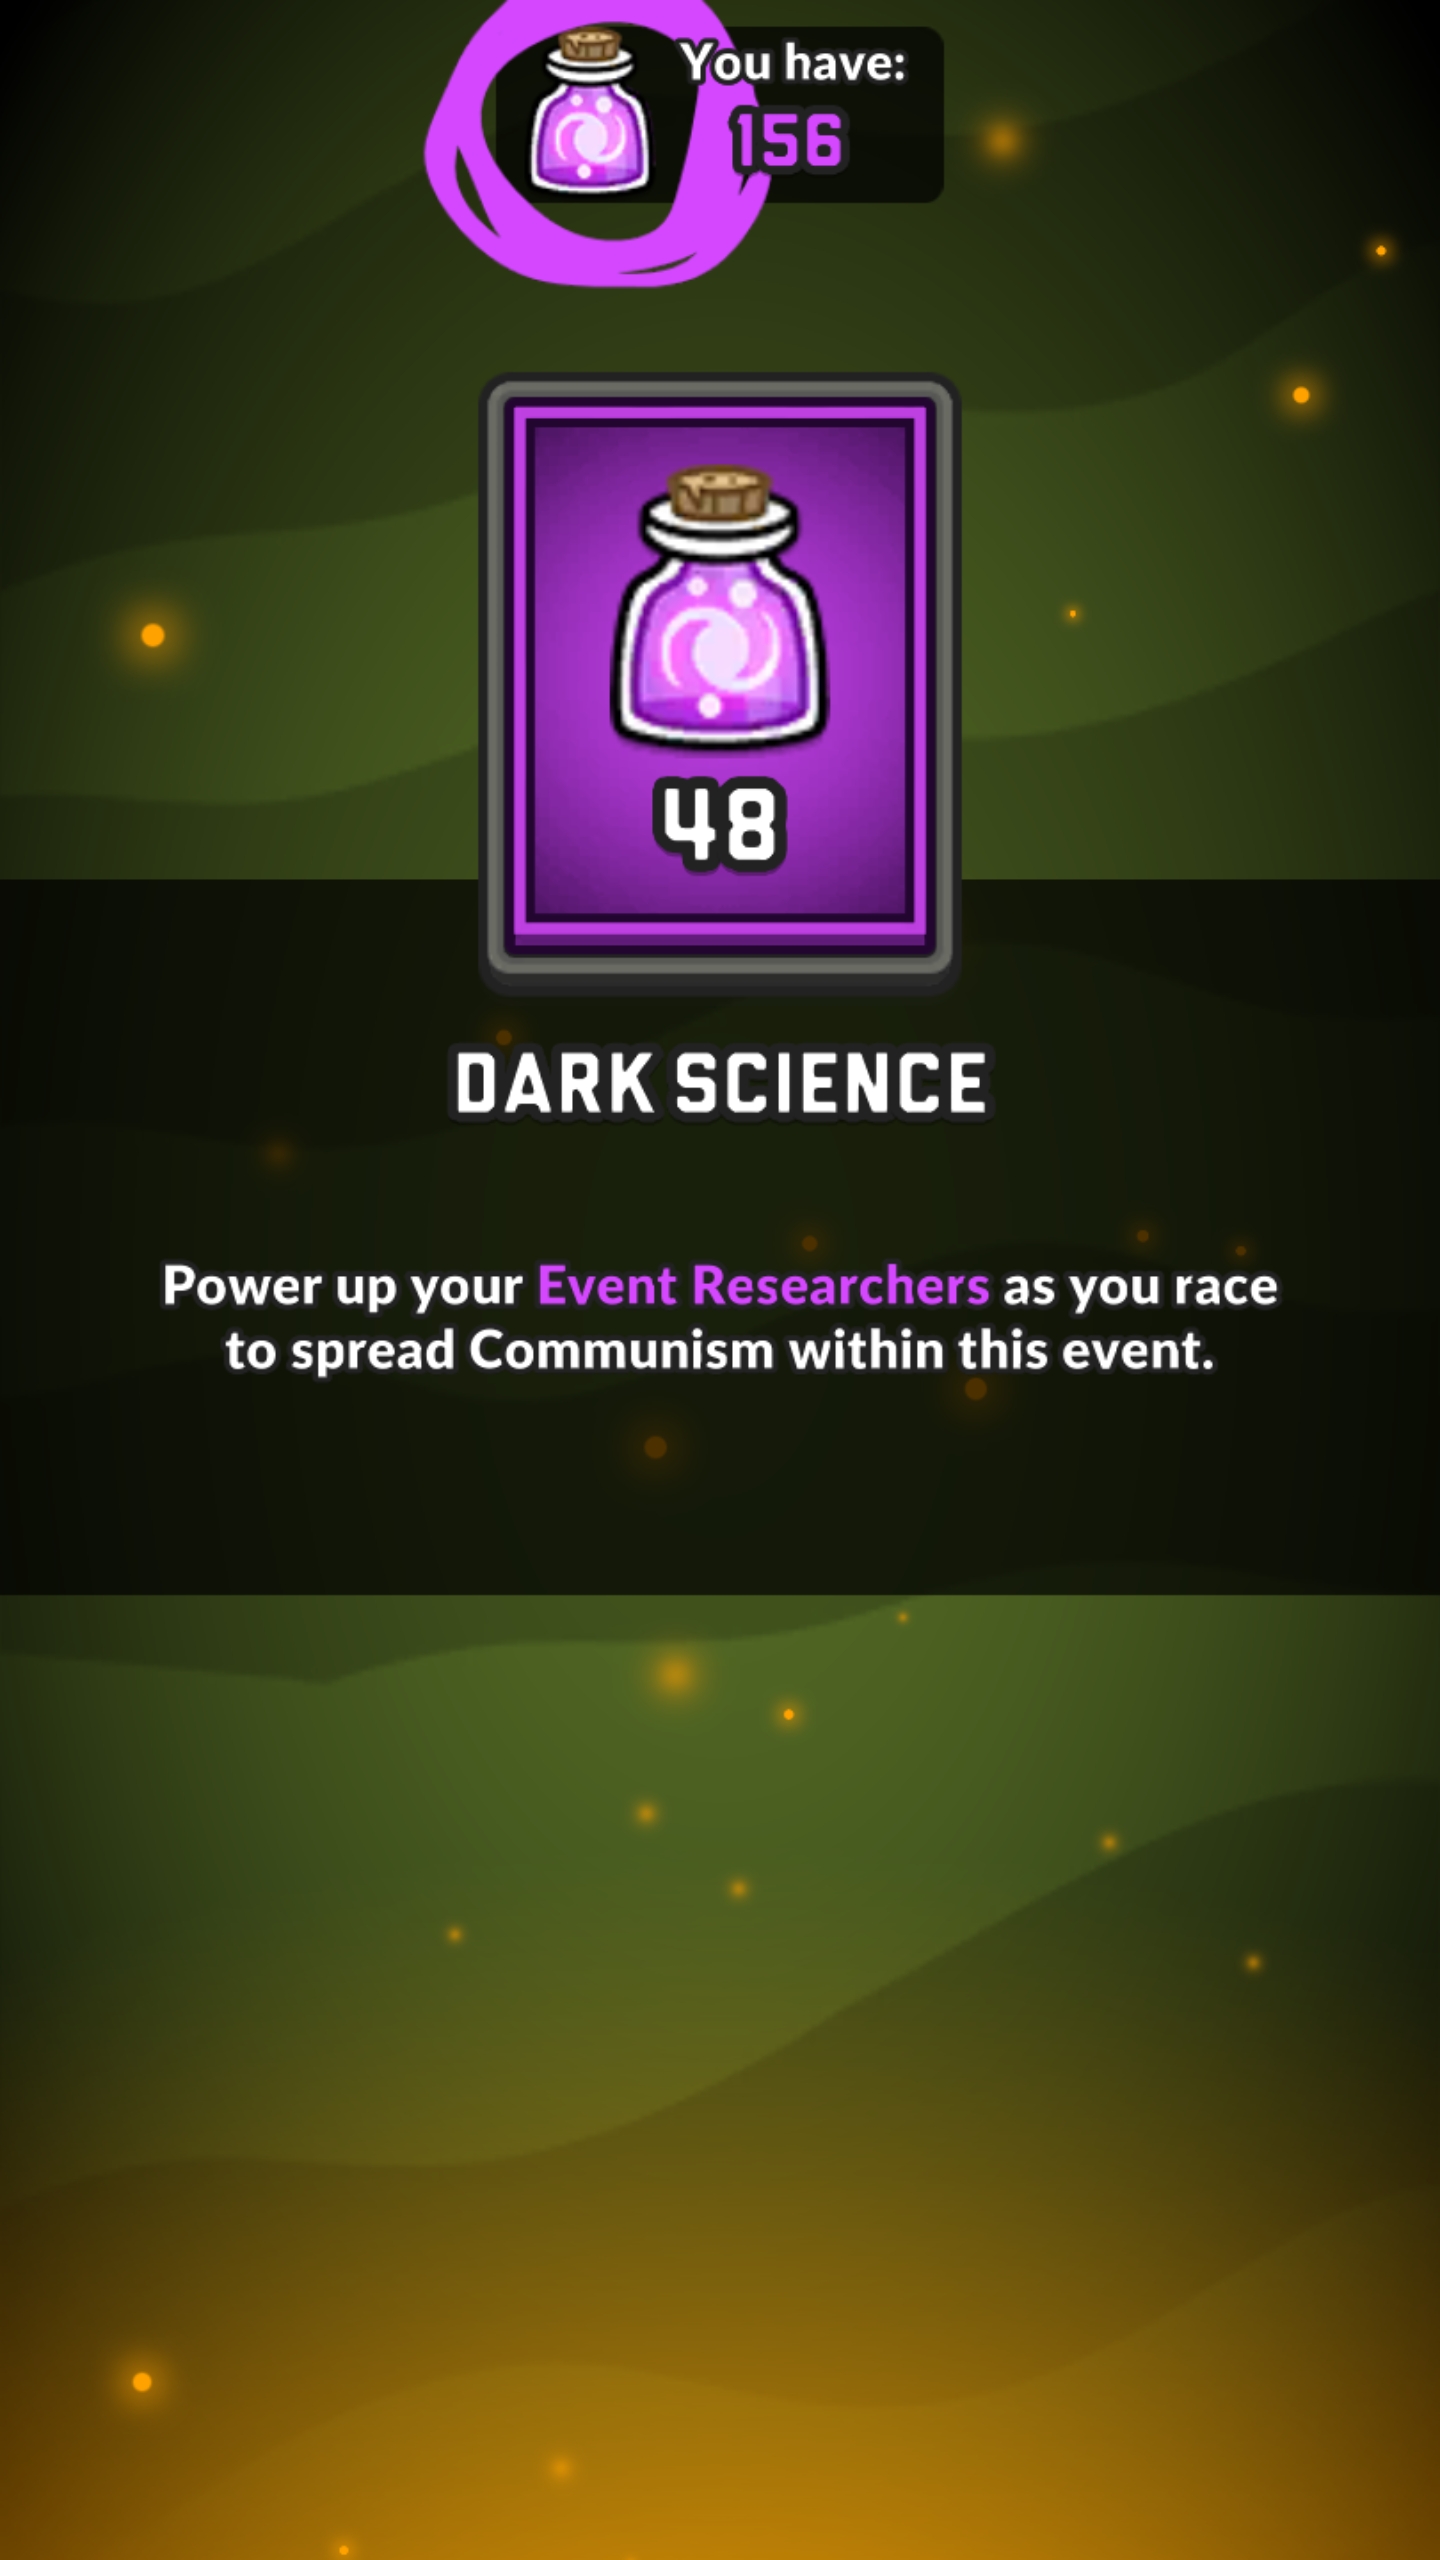 You have:
156
48
DARK SCIENCE
Power up your Event Researchers as you race
to spread Communism within this event.